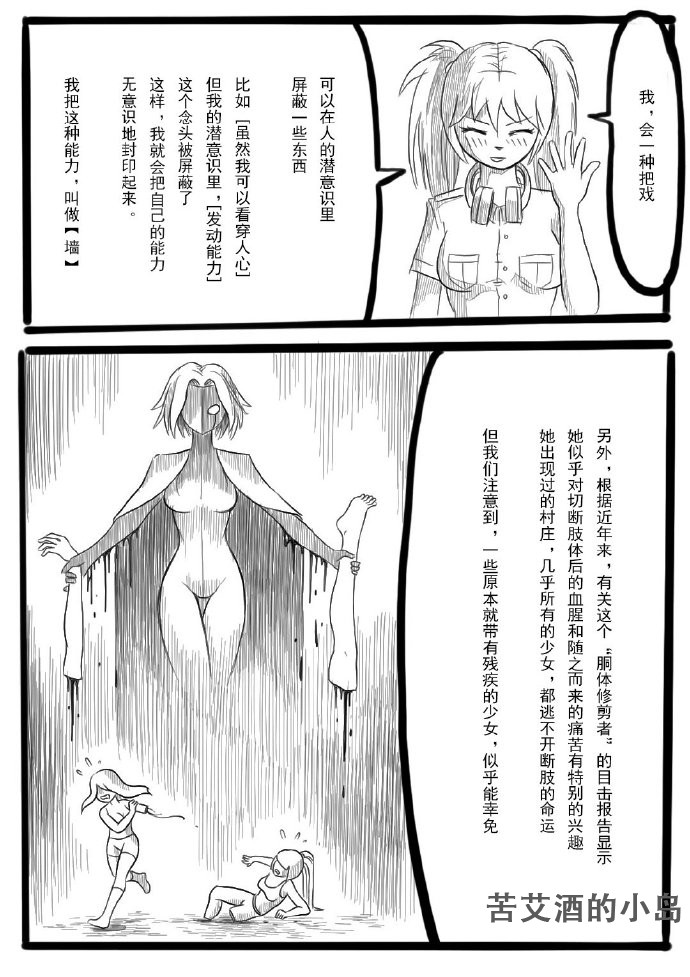 我，会一种把戏
可以在人的潜意识里
屏蔽一些东西
比如［虽然我可以看穿人心］
但我的潜意识里，［发动能力］
这个念头被屏蔽了
这样，我就会把自己的能力
无意识地封印起来。
我把这种能力，叫做【墙】
另外，根据近年来，有关这个“胴体修剪者”的目击报告显示
她似乎对切断肢体后的血腥和随之而来的痛苦有特别的兴趣
她出现过的村庄，几乎所有的少女，都逃不开断肢的命运
但我们注意到，一些原本就带有残疾的少女，似乎能幸免
苦艾酒的小岛